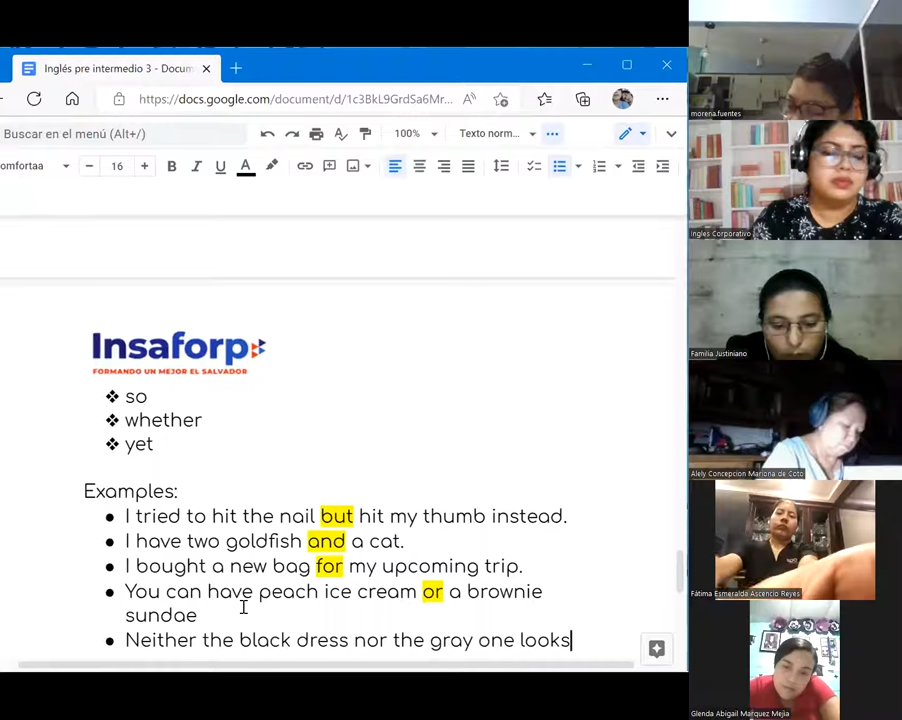 Inglés pre intermedio 3 - Docum
https://docs.google.com/document/d/1c3BkL9GrdSa6Mr...
Buscar en el menú (Alt+/)
100%
Texto norm...
omfortaa
16
B I U A
Insaforp
FORMANDO UN MEJOR EL SALVADOR
❖ so
❖ whether
❖ yet
Examples:
● I tried to hit the nail but hit my thumb instead.
● I have two goldfish and a cat.
● I bought a new bag for my upcoming trip.
● You can have peach ice cream or a brownie
sundae
● Neither the black dress nor the gray one looks
morena.fuentes
Ingles Corporativo
Familia Justiniano
Alely Concepcion Mariona de Coto
Fátima Esmeralda Ascencio Reyes
Glenda Abigail Marquez Mejia